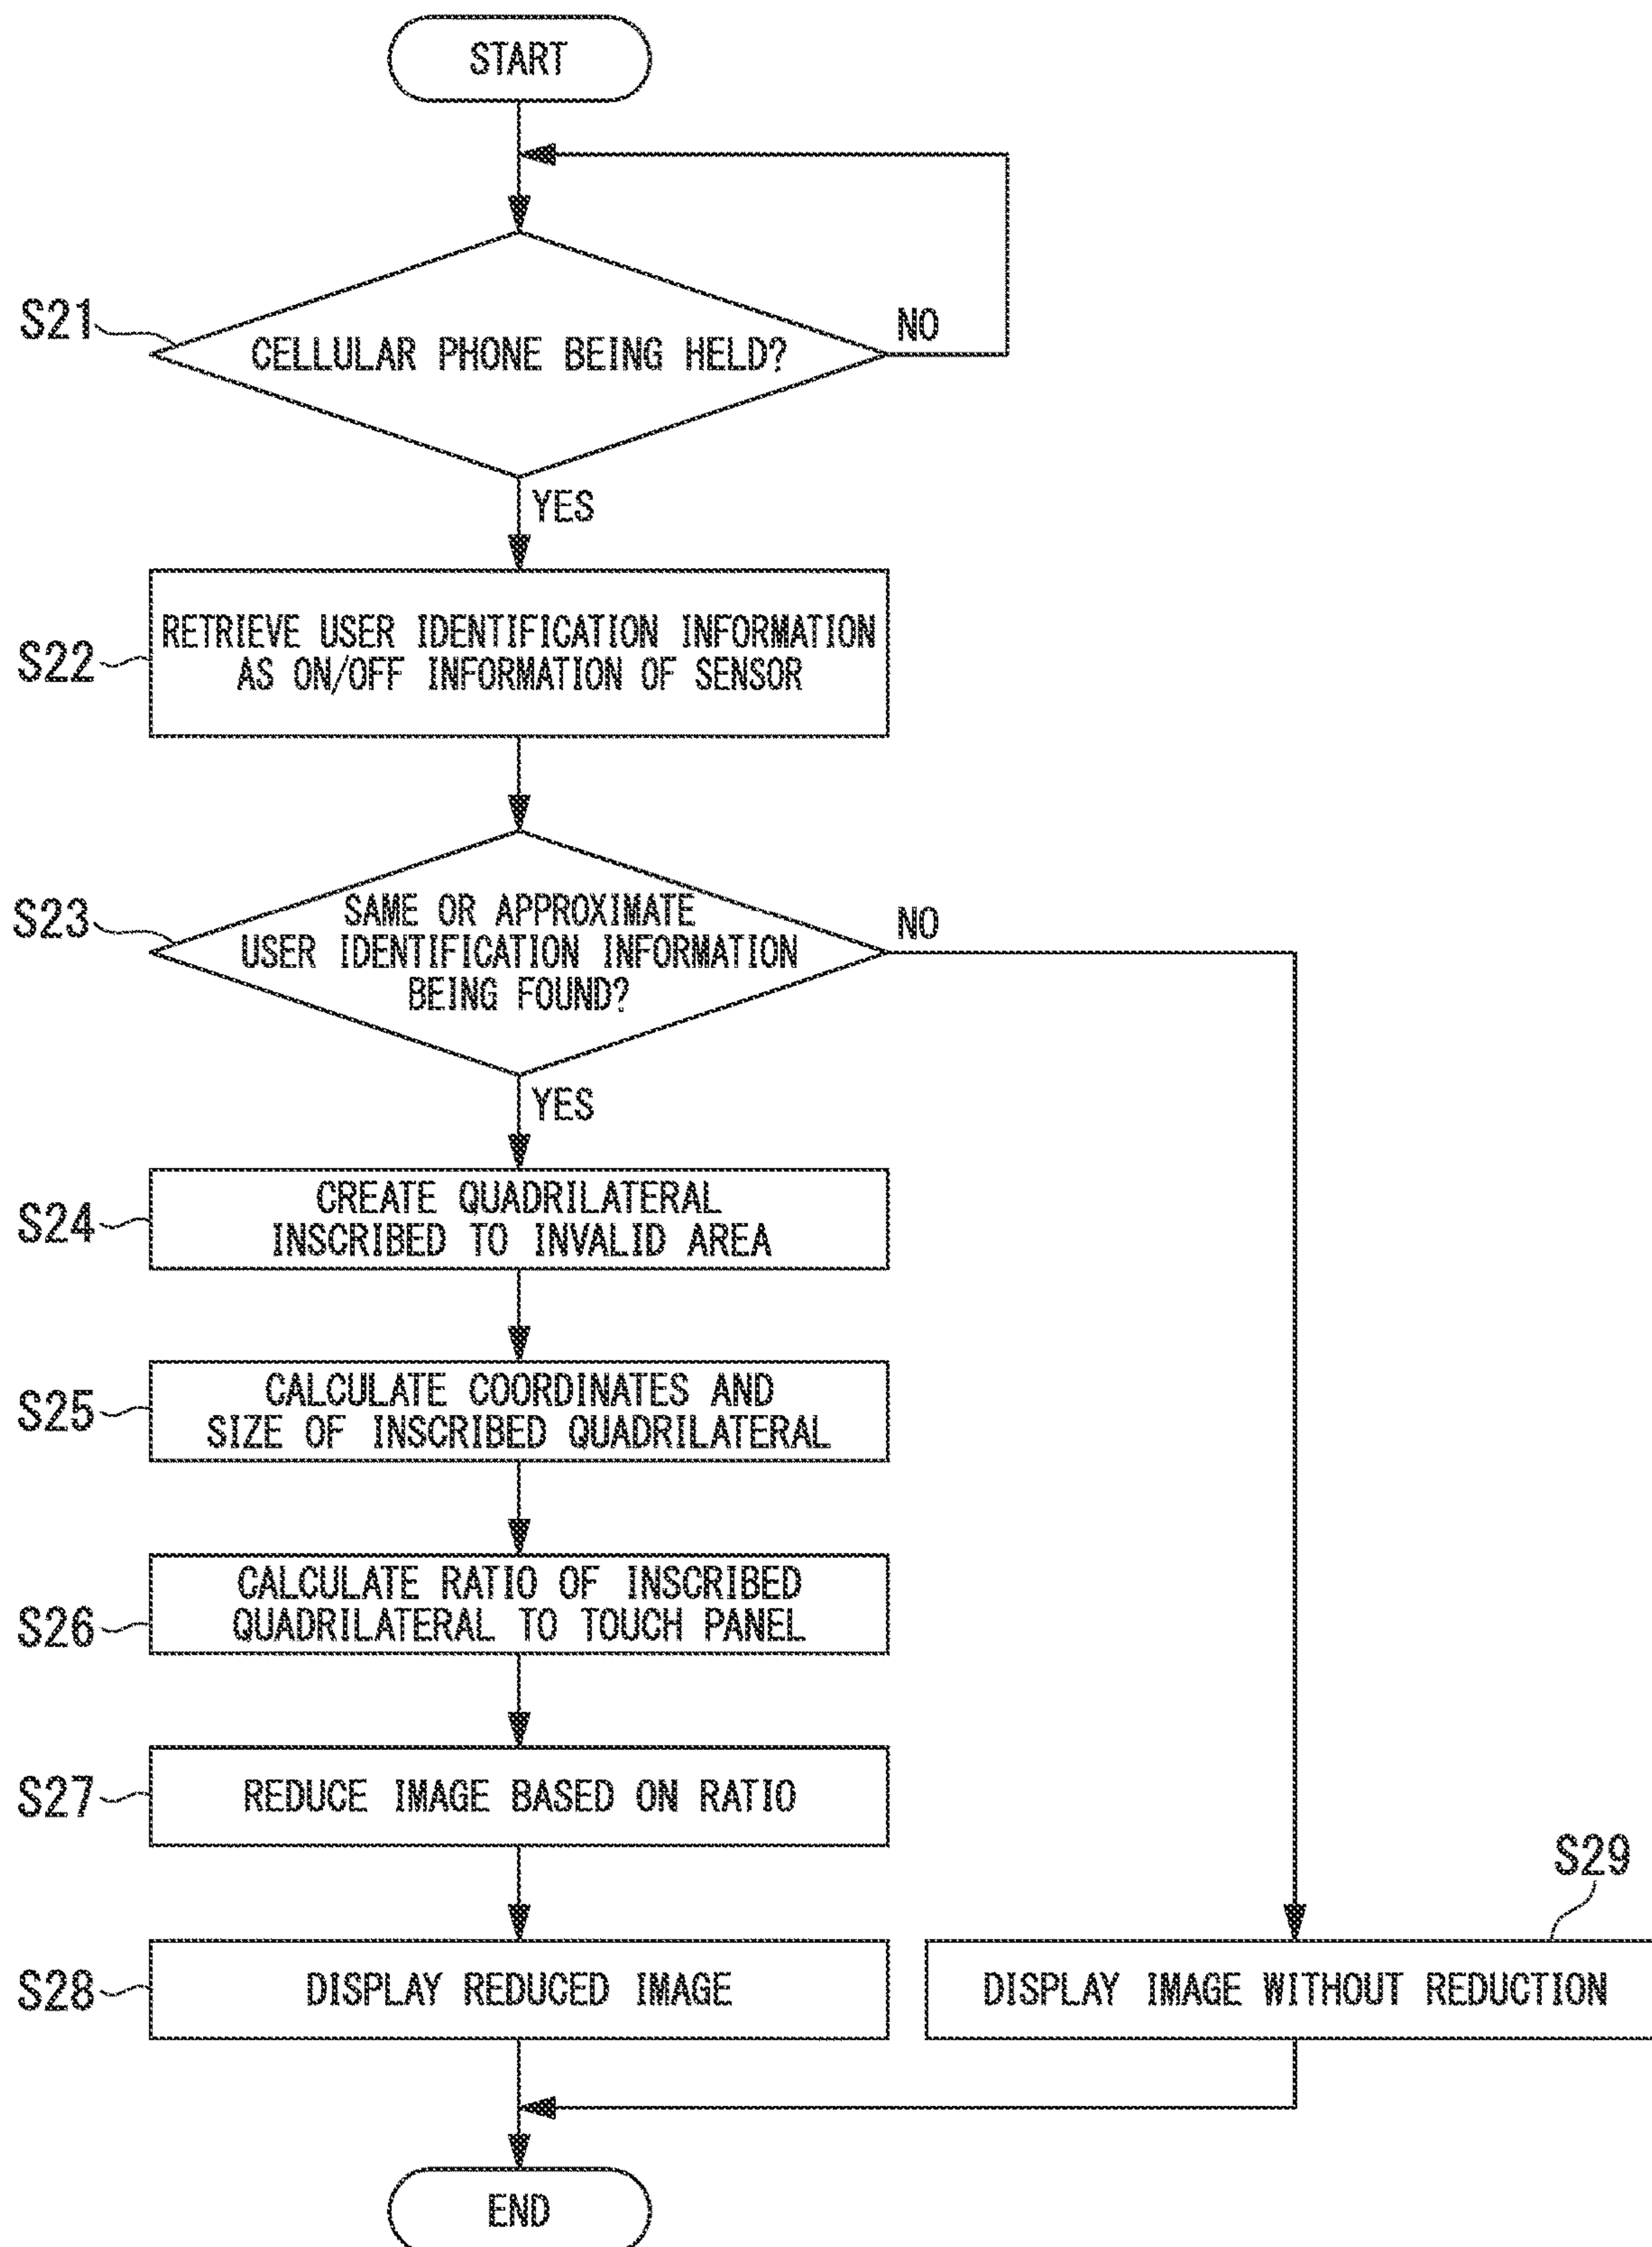 START
S21
CELLULAR PHONE BEING HELD?
NO
YES
S22
RETRIEVE USER IDENTIFICATION INFORMATION
AS ON/OFF INFORMATION OF SENSOR
S23
SAME OR APPROXIMATE
USER IDENTIFICATION INFORMATION
BEING FOUND?
NO
YES
S24
CREATE QUADRILATERAL
INSCRIBED TO INVALID AREA
S25
CALCULATE COORDINATES AND
SIZE OF INSCRIBED QUADRILATERAL
S26
CALCULATE RATIO OF INSCRIBED
QUADRILATERAL TO TOUCH PANEL
S27
REDUCE IMAGE BASED ON RATIO
S28
DISPLAY REDUCED IMAGE
S29
DISPLAY IMAGE WITHOUT REDUCTION
END